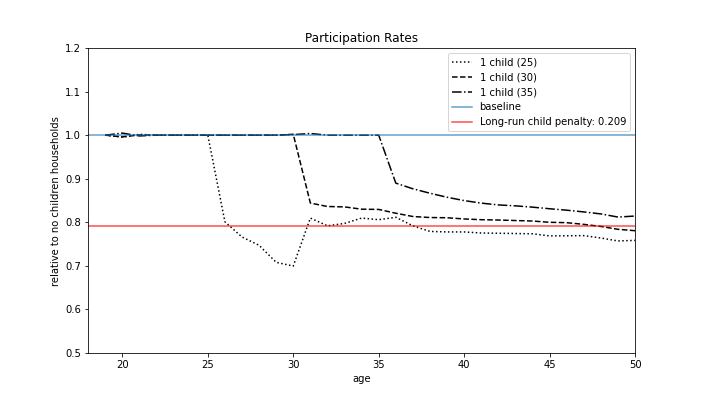 Participation Rates
1.2
1.1
1.0
0.9
0.8
0.7
0.6
0.5
relative to no children households
1 child (25)
1 child (30)
1 child (35)
baseline
Long-run child penalty: 0.209
20
25
30
35
40
45
50
age